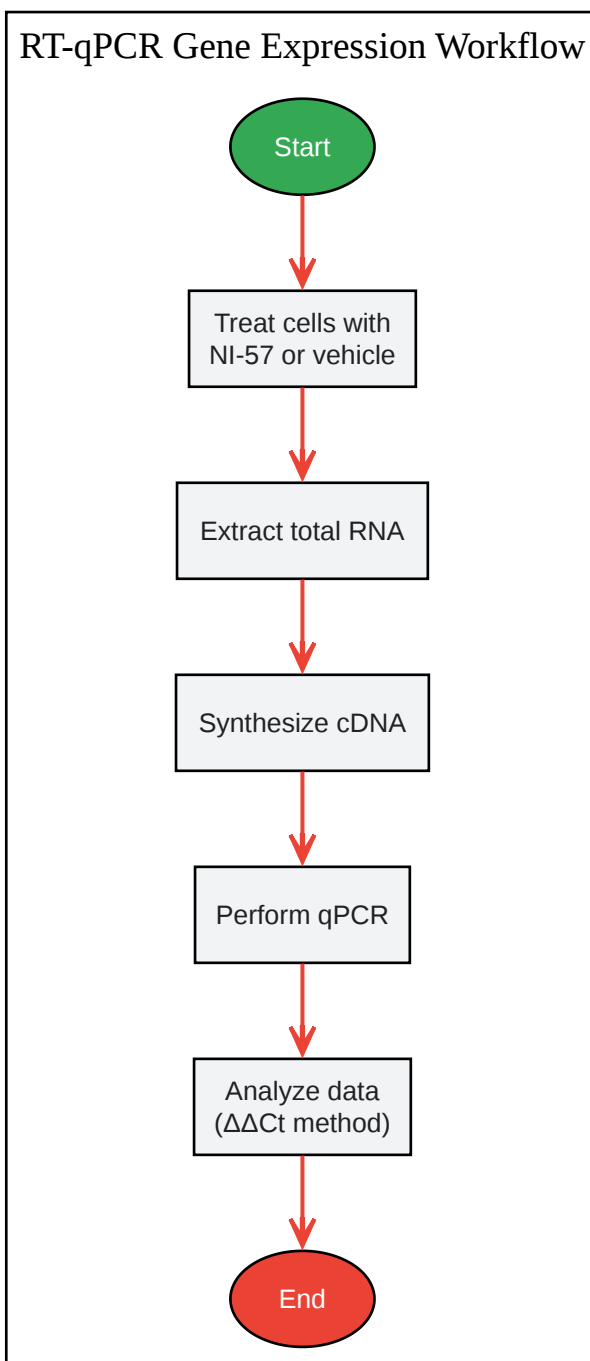 RT-qPCR Gene Expression Workflow
Start
Treat cells with
NI-57 or vehicle
Extract total RNA
Synthesize cDNA
Perform qPCR
Analyze data
(ΔΔCt method)
End